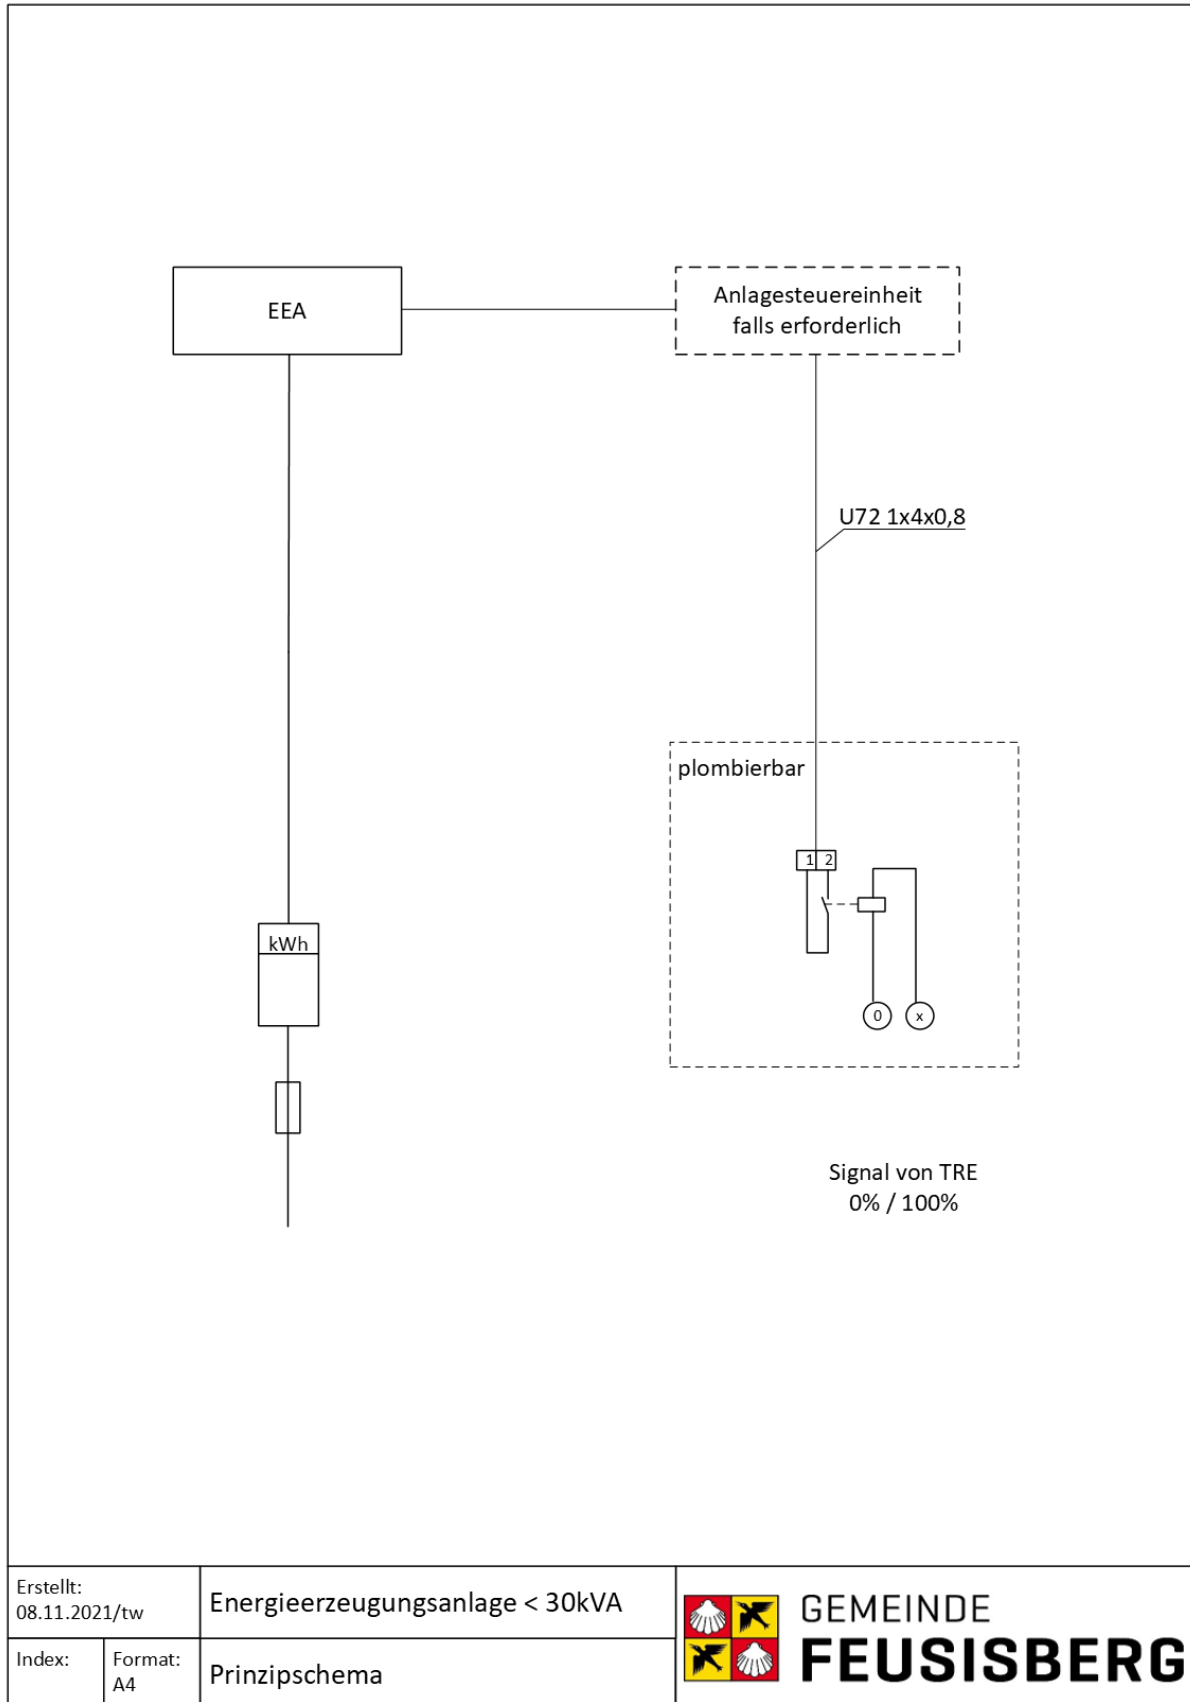 EEA
Anlagesteuereinheit
falls erforderlich
U72 1x4x0,8
plombierbar
1 2
kWh
0 x
Signal von TRE
0% / 100%
Erstellt:
08.11.2021/tw
Energieerzeugungsanlage < 30kVA
Index:
Format:
A4
Prinzipschema
GEMEINDE
FEUSISBERG